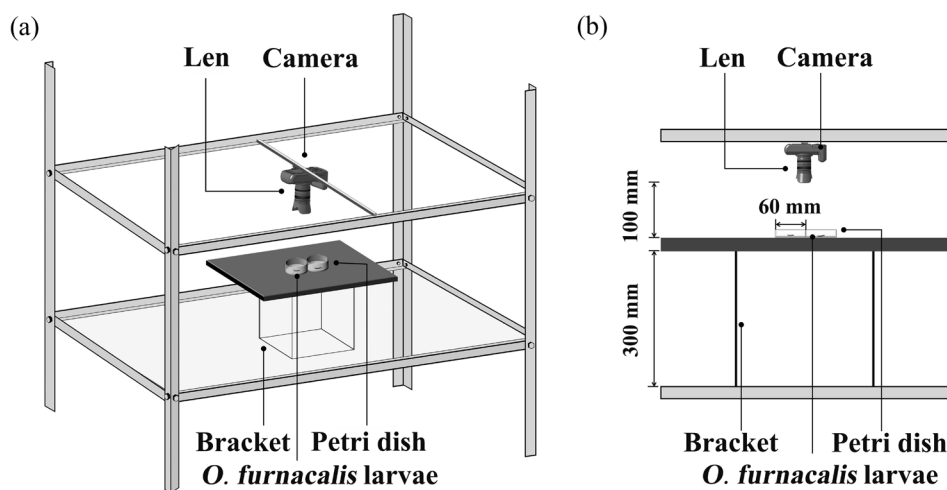 (a)
Len Camera
Bracket Petri dish
O. furnacalis larvae
(b)
Len Camera
100 mm
60 mm
300 mm
Bracket Petri dish
O. furnacalis larvae